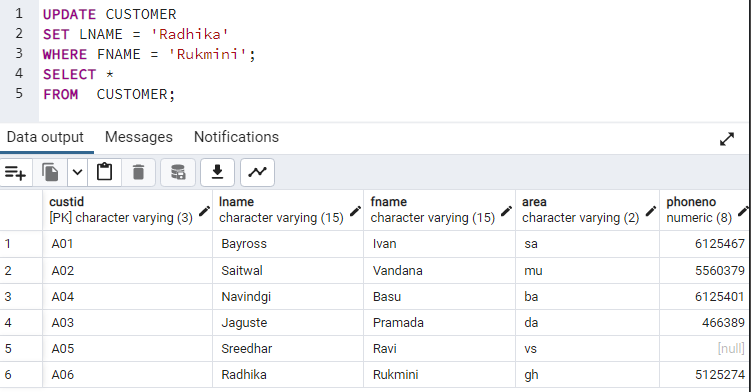 1 UPDATE CUSTOMER
2 SET LNAME = 'Radhika'
3 WHERE FNAME = 'Rukmini';
4 SELECT *
5 FROM CUSTOMER;
Data output Messages Notifications
custid lname fname area phoneno
[PK] character varying (3) character varying (15) character varying (15) character varying (2) numeric (8)
1 A01 Bayross Ivan sa 6125467
2 A02 Saitwal Vandana mu 5560379
3 A04 Navindgi Basu ba 6125401
4 A03 Jaguste Pramada da 466389
5 A05 Sreedhar Ravi vs [null]
6 A06 Radhika Rukmini gh 5125274